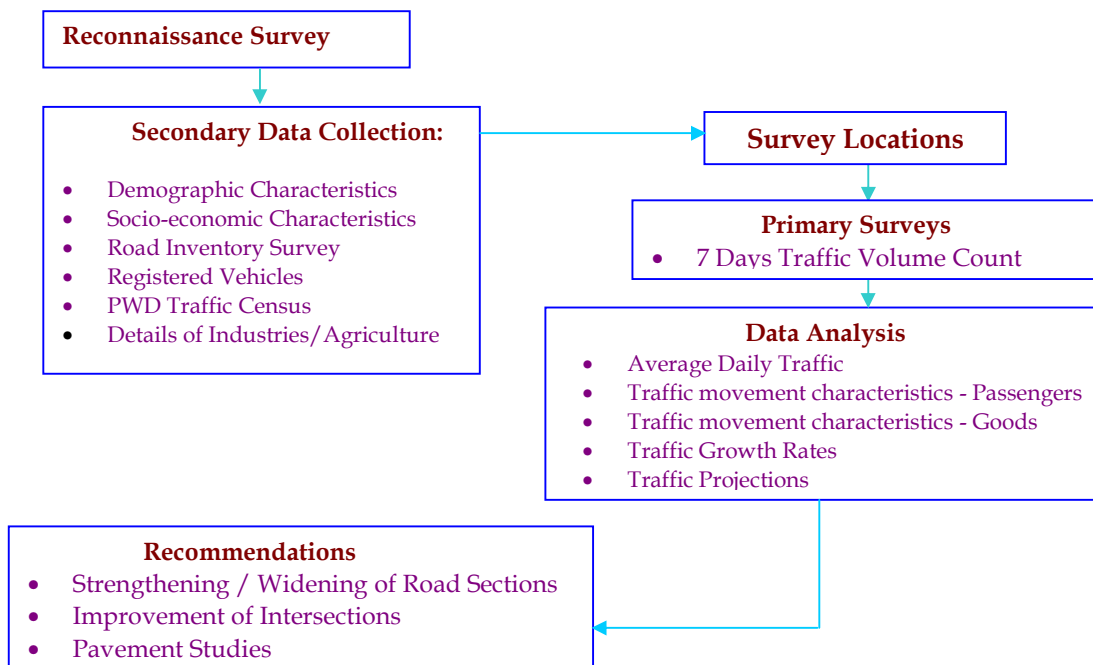 Reconnaissance Survey
Secondary Data Collection:
• Demographic Characteristics
• Socio-economic Characteristics
• Road Inventory Survey
• Registered Vehicles
• PWD Traffic Census
• Details of Industries/Agriculture
Survey Locations
Primary Surveys
• 7 Days Traffic Volume Count
Data Analysis
• Average Daily Traffic
• Traffic movement characteristics - Passengers
• Traffic movement characteristics - Goods
• Traffic Growth Rates
• Traffic Projections
Recommendations
• Strengthening / Widening of Road Sections
• Improvement of Intersections
• Pavement Studies